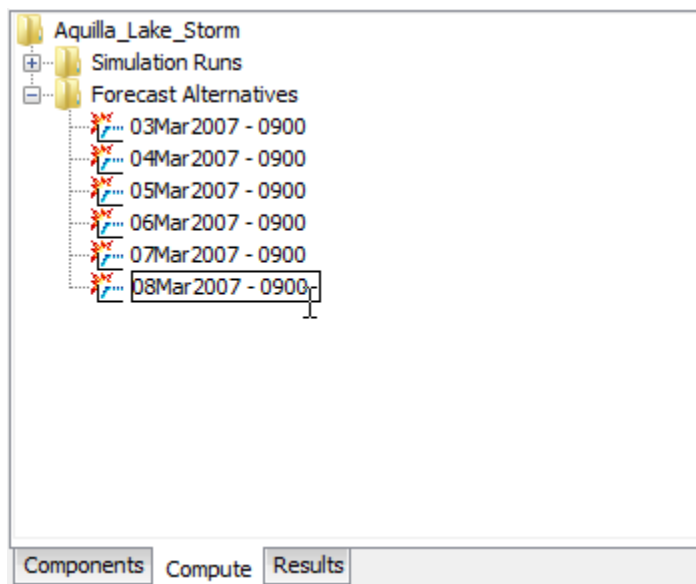 Aquilla_Lake_Storm
Simulation Runs
Forecast Alternatives
03Mar2007 - 0900
04Mar2007 - 0900
05Mar2007 - 0900
06Mar2007 - 0900
07Mar2007 - 0900
08Mar2007 - 0900
Components Compute Results